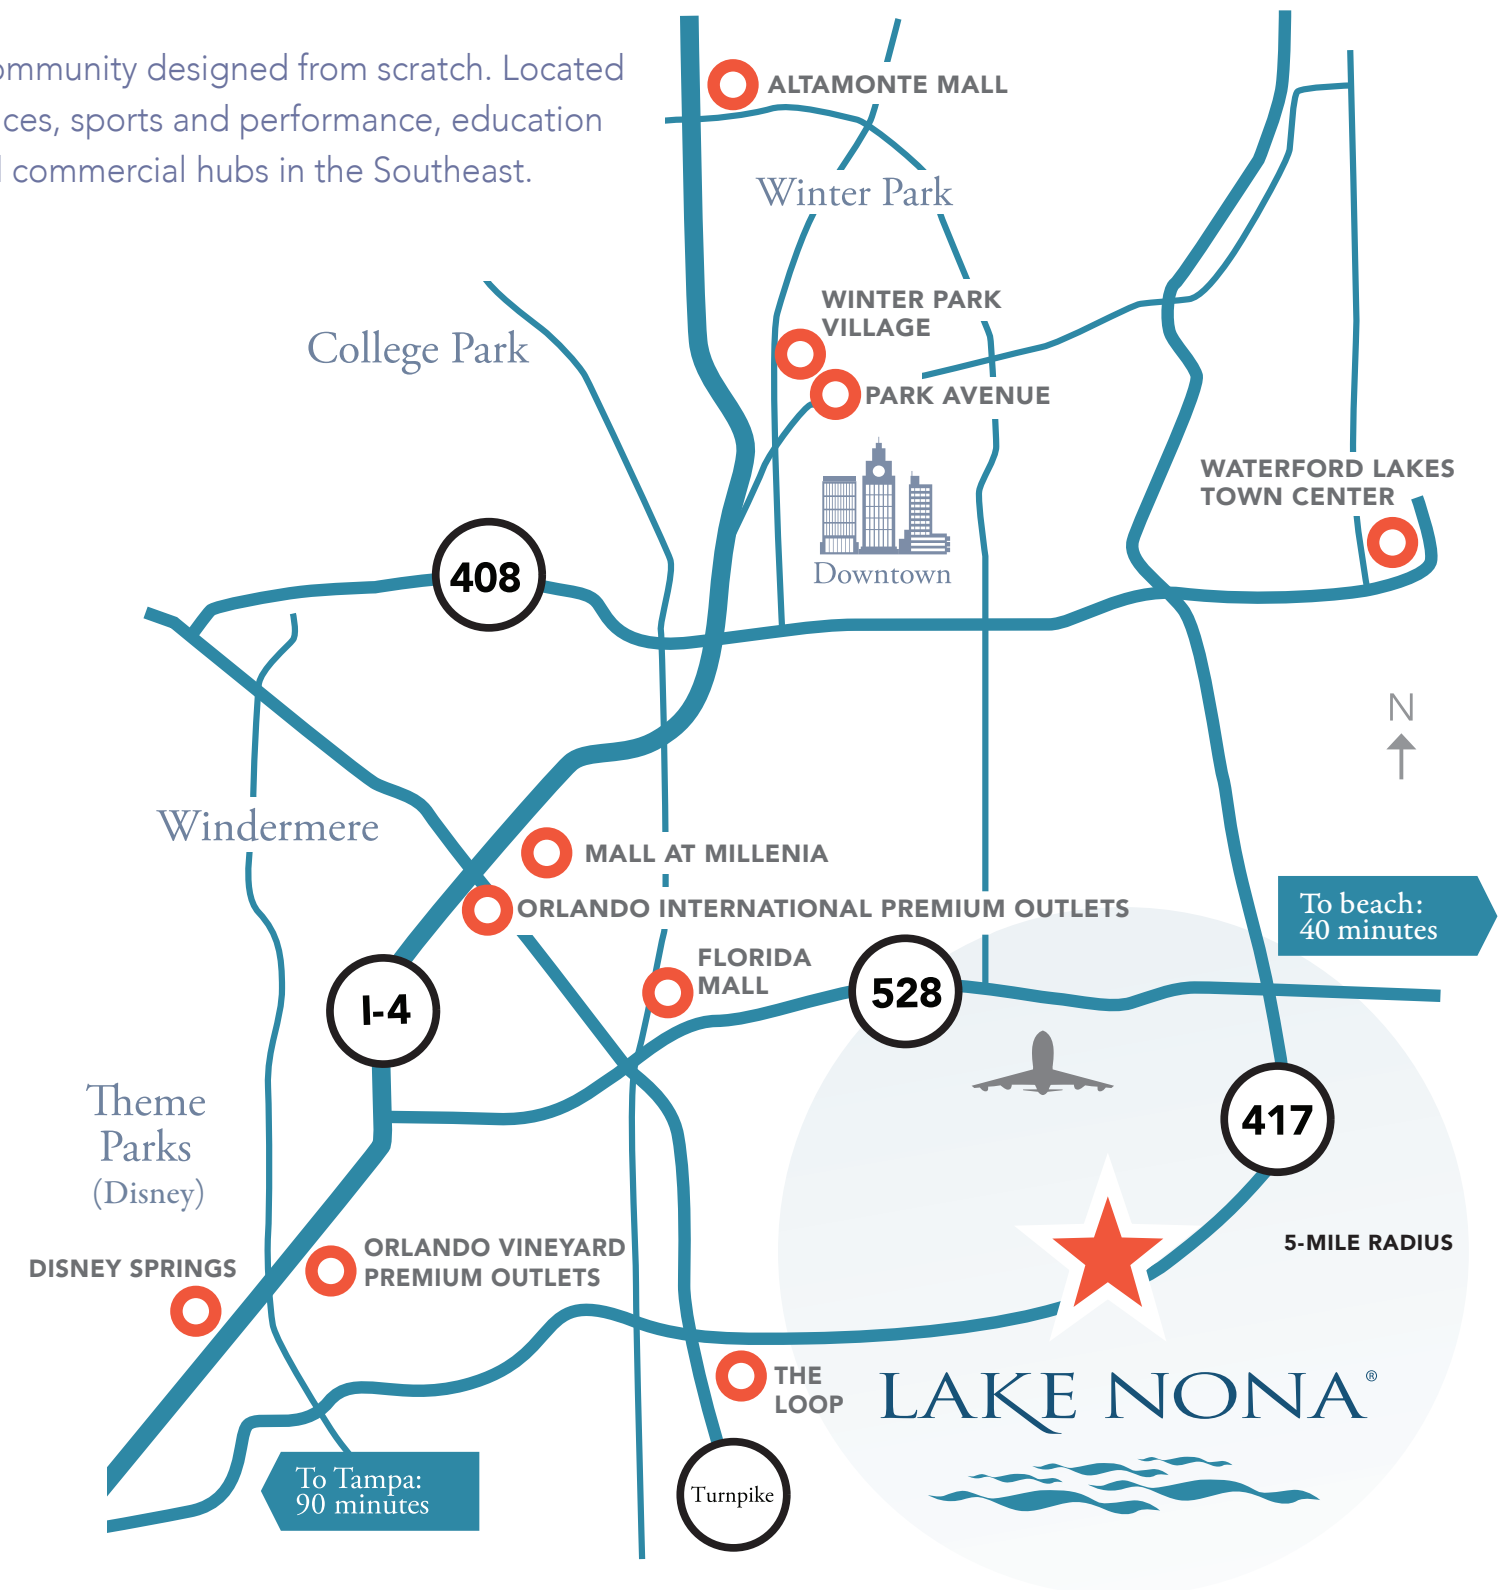 ommunity designed from scratch. Located
ces, sports and performance, education
commercial hubs in the Southeast.
ALTAMONTE MALL
Winter Park
WINTER PARK
VILLAGE
College Park
PARK AVENUE
WATERFORD LAKES
TOWN CENTER
408
Downtown
N
Windermere
MALL AT MILLENIA
ORLANDO INTERNATIONAL PREMIUM OUTLETS
To beach:
40 minutes
FLORIDA
MALL
528
I-4
Theme
Parks
(Disney)
417
5-MILE RADIUS
ORLANDO VINEYARD
PREMIUM OUTLETS
DISNEY SPRINGS
THE
LOOP
LAKE NONA®
To Tampa:
90 minutes
Turnpike